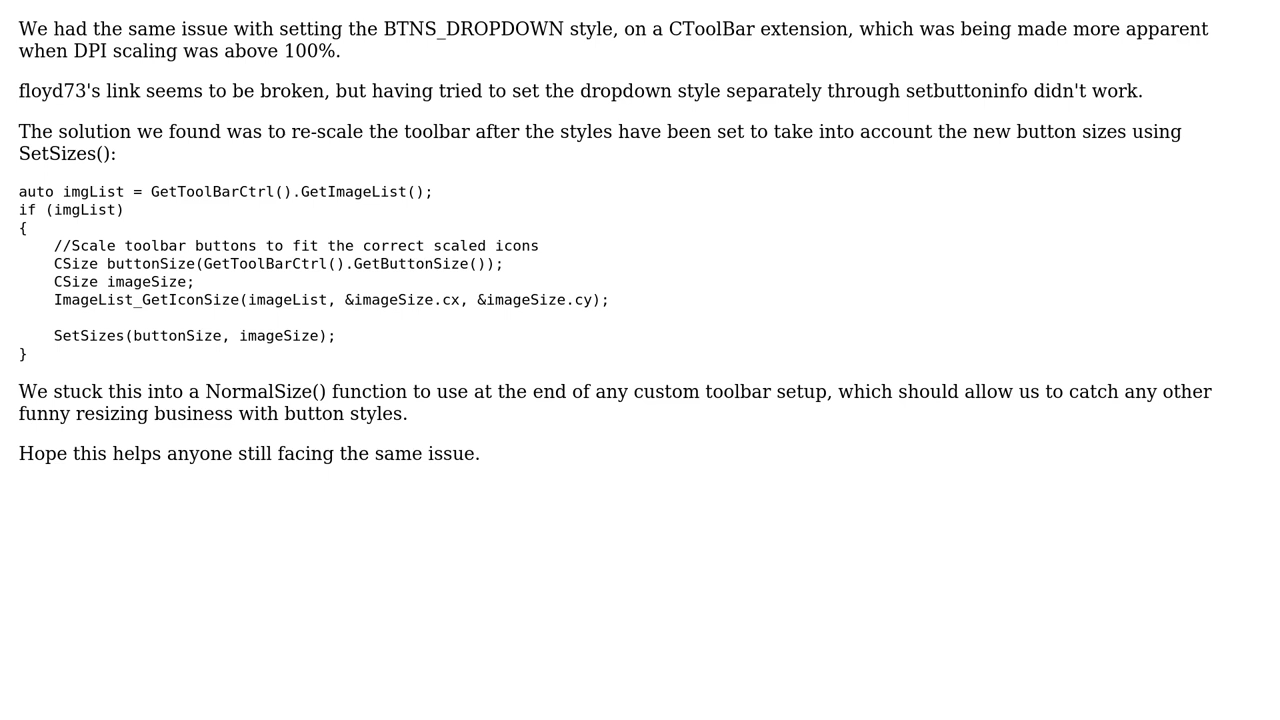 We had the same issue with setting the BTNS_DROPDOWN style, on a CToolBar extension, which was being made more apparent
when DPI scaling was above 100%.
floyd73's link seems to be broken, but having tried to set the dropdown style separately through setbuttoninfo didn't work.
The solution we found was to re-scale the toolbar after the styles have been set to take into account the new button sizes using
SetSizes():
auto imgList = GetToolBarCtrl().GetImageList();
if (imgList)
{
    //Scale toolbar buttons to fit the correct scaled icons
    CSize buttonSize(GetToolBarCtrl().GetButtonSize());
    CSize imageSize;
    ImageList_GetIconSize(imageList, &imageSize.cx, &imageSize.cy);
    SetSizes(buttonSize, imageSize);
}
We stuck this into a NormalSize() function to use at the end of any custom toolbar setup, which should allow us to catch any other
funny resizing business with button styles.
Hope this helps anyone still facing the same issue.